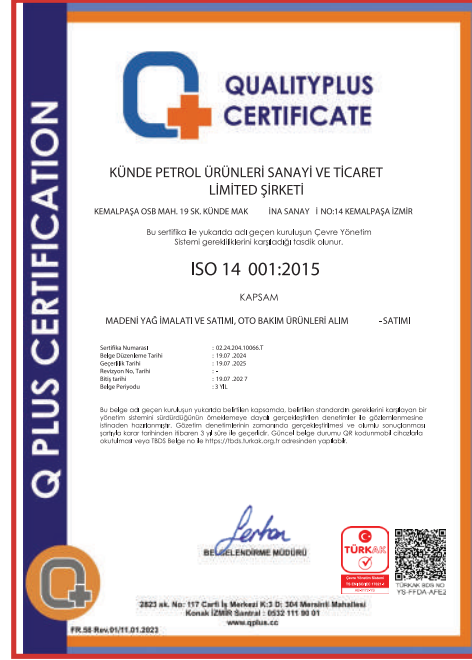 Q PLUS CERTIFICATION
QUALITYPLUS
CERTIFICATE
KÜNDE PETROL ÜRÜNLERİ SANAYİ VE TİCARET
LİMİTED ŞİRKETİ
KEMALPAŞA OSB MAH. 19 SK. KÜNDE MAK İNA SANAY İ NO:14 KEMALPAŞA İZMİR
Bu sertifika ile yukarıda adı geçen kuruluşun Çevre Yönetim
Sistemi gerekliliklerini karşıladığı tasdik olunur.
ISO 14 001:2015
KAPSAM
MADENİ YAĞ İMALATI VE SATIMI, OTO BAKIM ÜRÜNLERİ ALIM -SATIMI
Sertifika Numarası : 02.24.204.10066.T
Belge Düzenleme Tarihi : 19.07 .2024
Geçerlilik Tarihi : 19.07 .2025
Revizyon No, Tarihi : -
Bitiş tarihi : 19.07 .202 7
Belge Periyodu : 3 YIL
Bu belge adı geçen kuruluşun yukarıda belirtilen kapsamda, belirtilen standardın gereklerini karşılayan bir
yönetim sistemini sürdürdüğünün örneklemeye dayalı gerçekleştirilen denetimler ile gözlemlenmesine
istinaden hazırlanmıştır. Gözetim denetimlerinin zamanında gerçekleştirilmesi ve olumlu sonuçlanması
şartıyla karar tarihinden itibaren 3 yıl süre ile geçerlidir. Güncel belge durumu QR kodunmobil cihazlarla
okutulması veya TBDS Belge no ile https://tbds.turkak.org.tr adresinden yapılabilir.
BELGELENDİRME MÜDÜRÜ
TÜRKAK
Çevre Yönetim Sistemi
TÜRKAK BDS NO
YS-FFDA-AFE2
2823 sk. No: 117 Carti İş Merkezi K:3 D: 304 Mersinli Mahallesi
Konak İZMİR Santral : 0532 111 90 01
www.qplus.cc
FR.56 Rev.01/11.01.2023